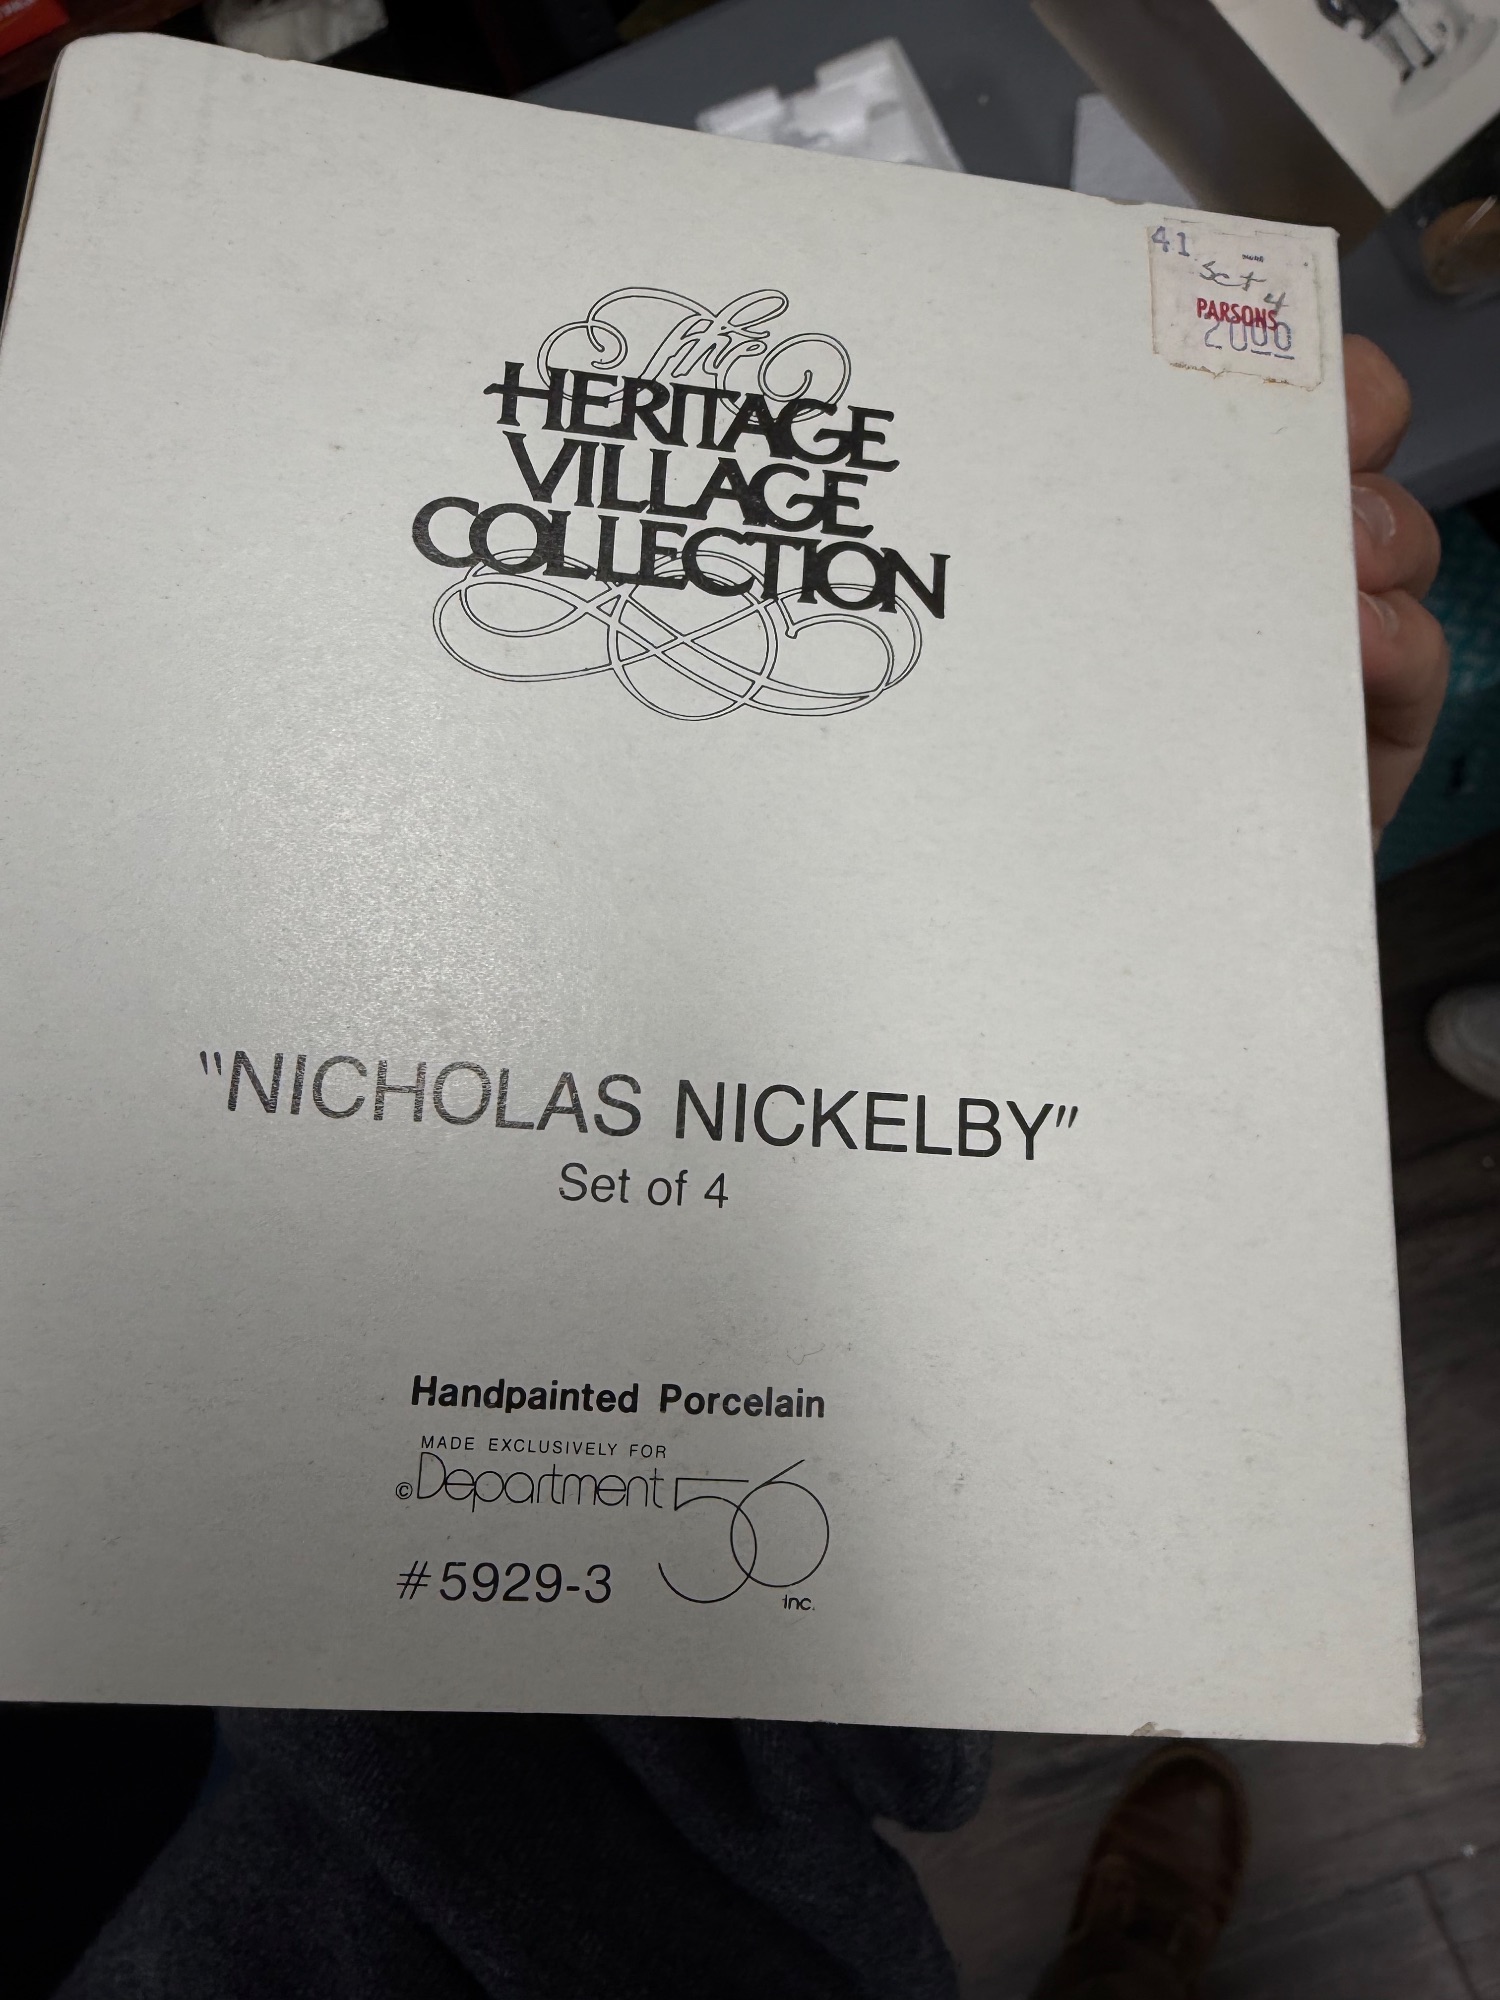 41
Set 4
PARSONS
2000
The
HERITAGE
VILLAGE
COLLECTION
"NICHOLAS NICKELBY"
Set of 4
Handpainted Porcelain
MADE EXCLUSIVELY FOR
©Department 56
#5929-3
inc.